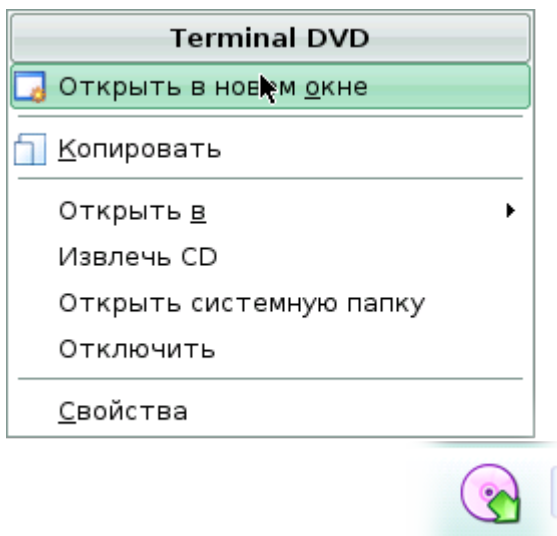 Terminal DVD
Открыть в новом окне
Копировать
Открыть в
Извлечь CD
Открыть системную папку
Отключить
Свойства